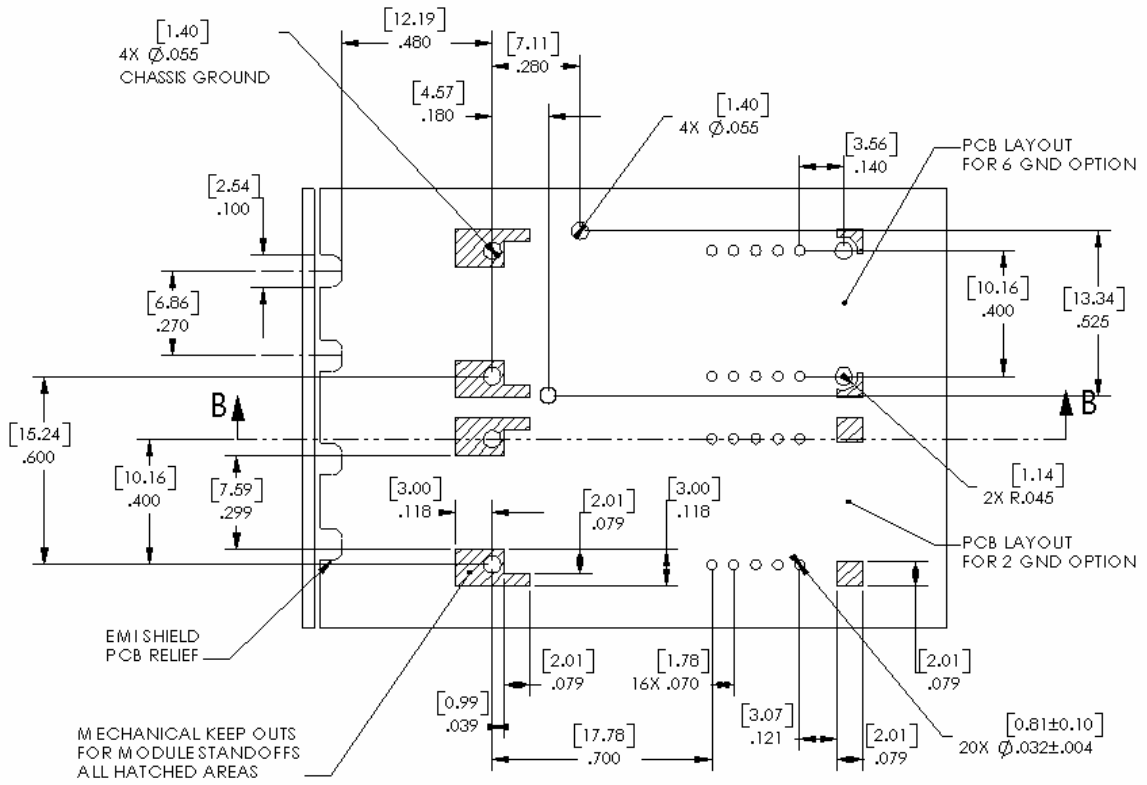 [12.19]
.480
[1.40]
4X Ø.055
CHASSIS GROUND
[7.11]
.280
[4.57]
.180
[1.40]
4X Ø.055
[3.56]
.140
PCB LAYOUT
FOR 6 GND OPTION
[2.54]
.100
[6.86]
.270
[10.16]
.400
[13.34]
.525
B
B
[15.24]
.600
[10.16]
.400
[7.59]
.299
[3.00]
.118
[2.01]
.079
[3.00]
.118
[1.14]
2X R.045
PCB LAYOUT
FOR 2 GND OPTION
EMI SHIELD
PCB RELIEF
[2.01]
.079
[1.78]
16X .070
[2.01]
.079
[0.99]
.039
[3.07]
.121
[2.01]
.079
[0.81±0.10]
20X Ø.032±.004
MECHANICAL KEEP OUTS
FOR MODULE STANDOFFS
ALL HATCHED AREAS
[17.78]
.700